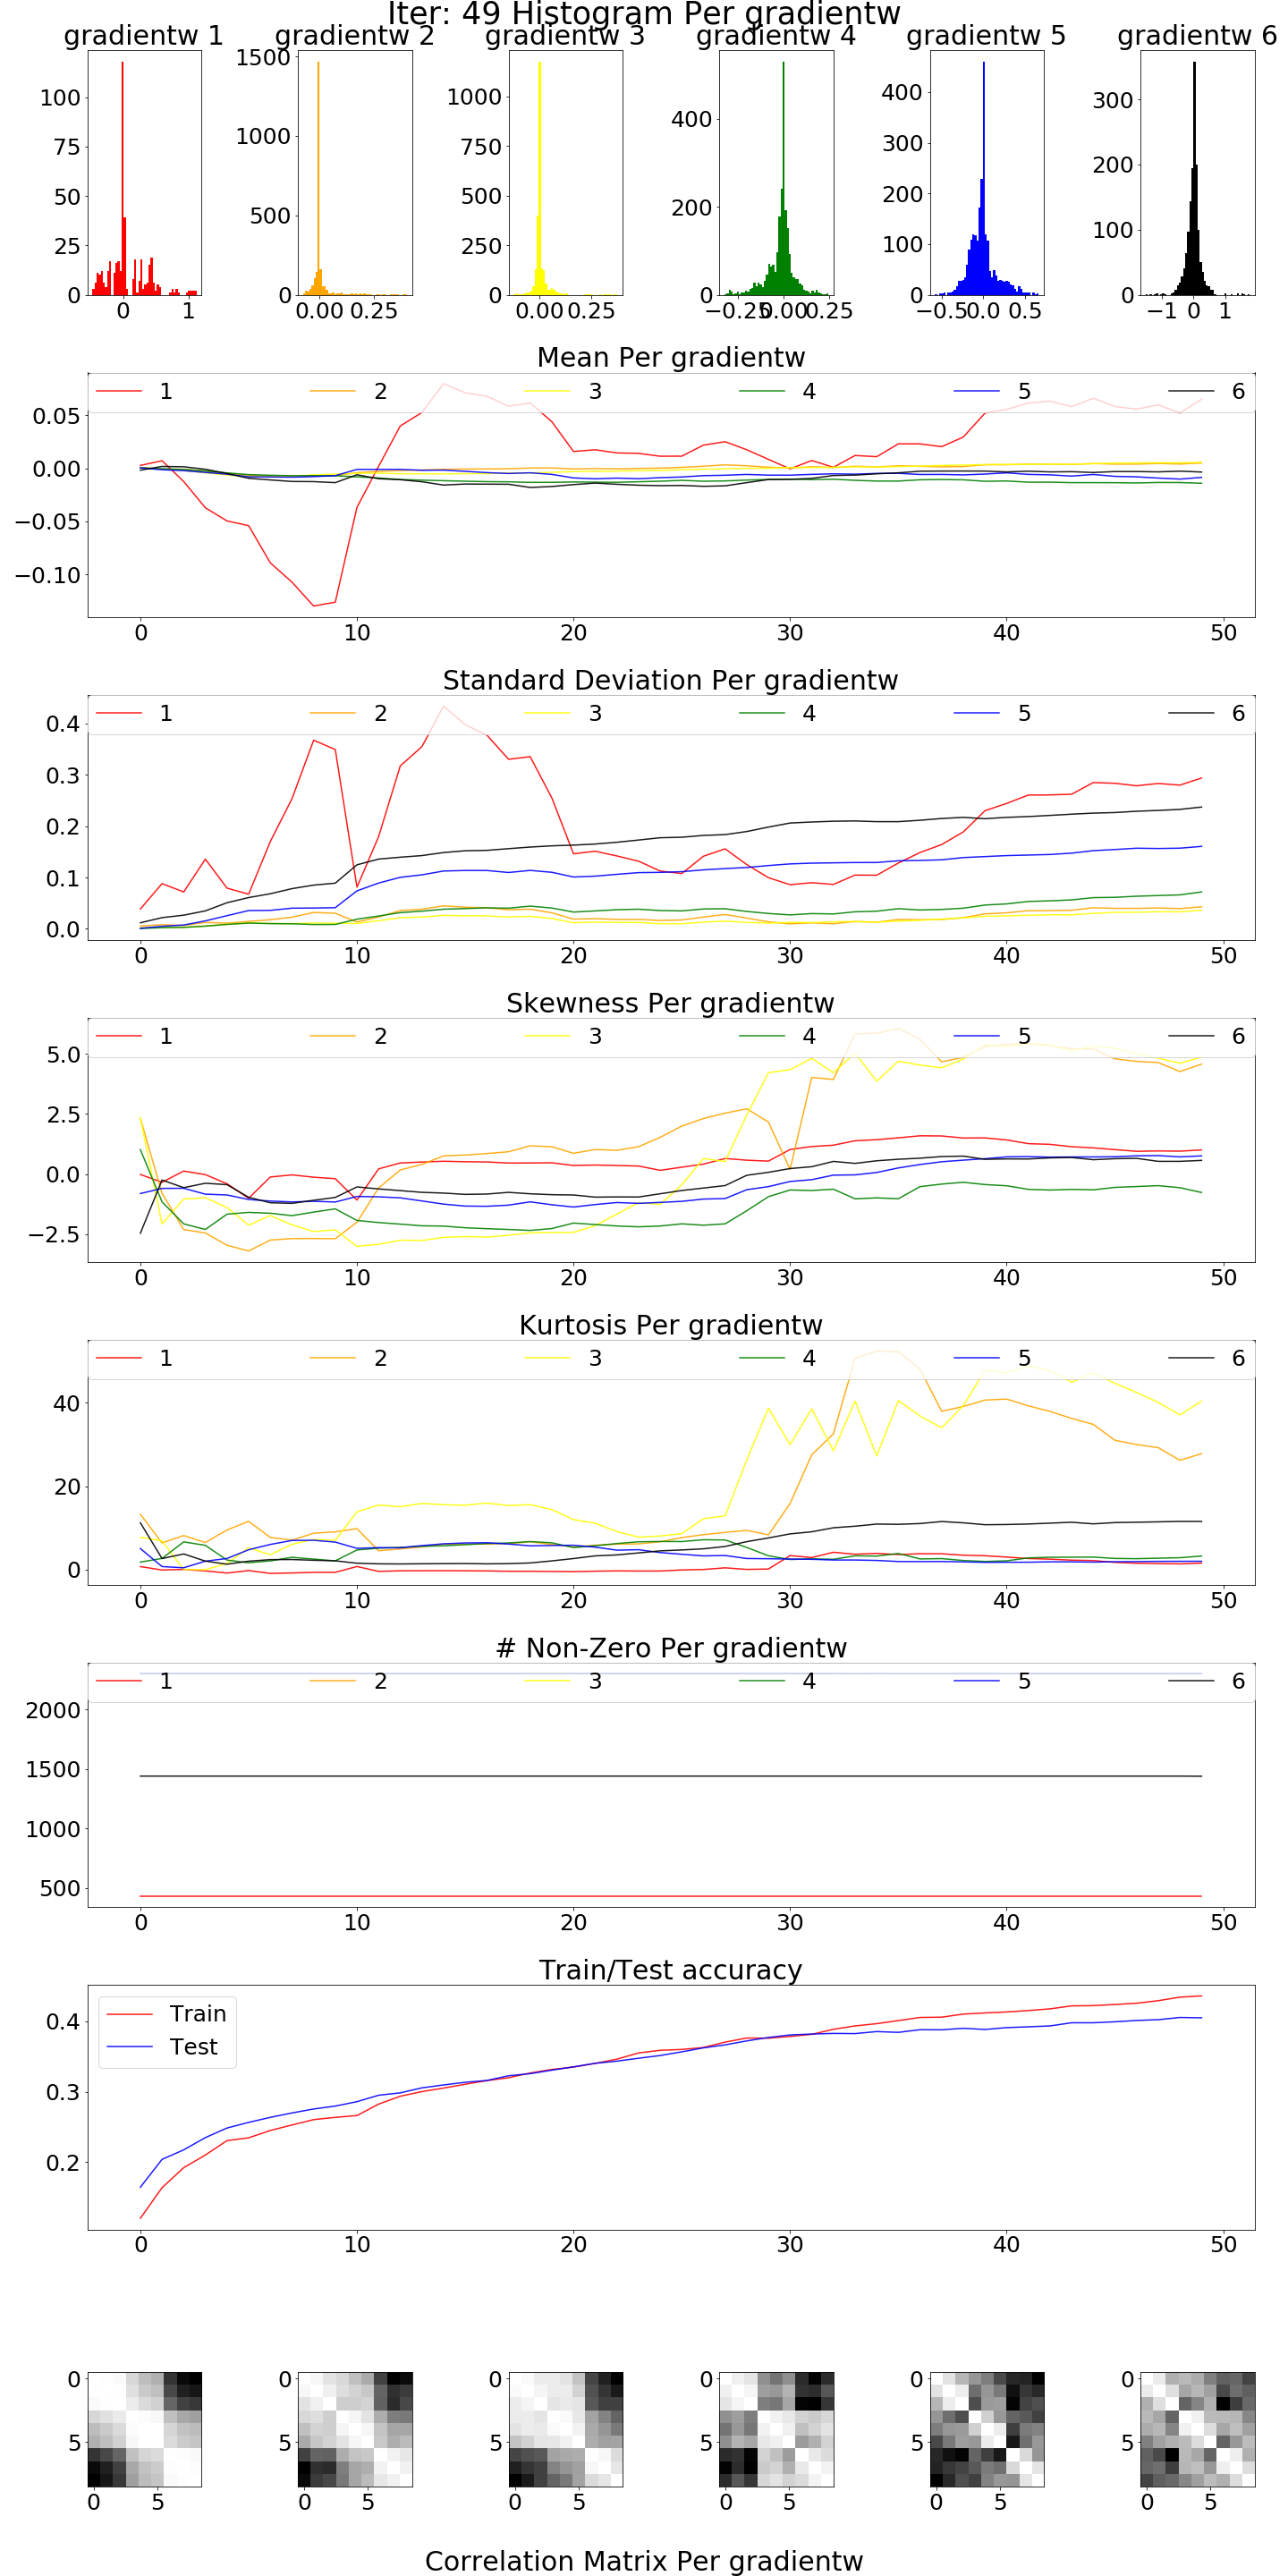 Iter: 49 Histogram Per gradientw
gradientw 1 gradientw 2 gradientw 3 gradientw 4 gradientw 5 gradientw 6
100 75 50 25 0
0 1
1500 1000 500 0
0.00 0.25
1000 750 500 250 0
0.00 0.25
400 200 0
−0.25 0.00 0.25
400 300 200 100 0
−0.5 0.0 0.5
300 200 100 0
−1 0 1
Mean Per gradientw
1 2 3 4 5 6
0.05
0.00
−0.05
−0.10
0 10 20 30 40 50
Standard Deviation Per gradientw
1 2 3 4 5 6
0.4
0.3
0.2
0.1
0.0
0 10 20 30 40 50
Skewness Per gradientw
1 2 3 4 5 6
5.0
2.5
0.0
−2.5
0 10 20 30 40 50
Kurtosis Per gradientw
1 2 3 4 5 6
40
20
0
0 10 20 30 40 50
# Non-Zero Per gradientw
1 2 3 4 5 6
2000
1500
1000
500
0 10 20 30 40 50
Train/Test accuracy
Train
Test
0.4
0.3
0.2
0 10 20 30 40 50
0 0 0 0 0 0
5 5 5 5 5 5
0 5 0 5 0 5 0 5 0 5 0 5
Correlation Matrix Per gradientw